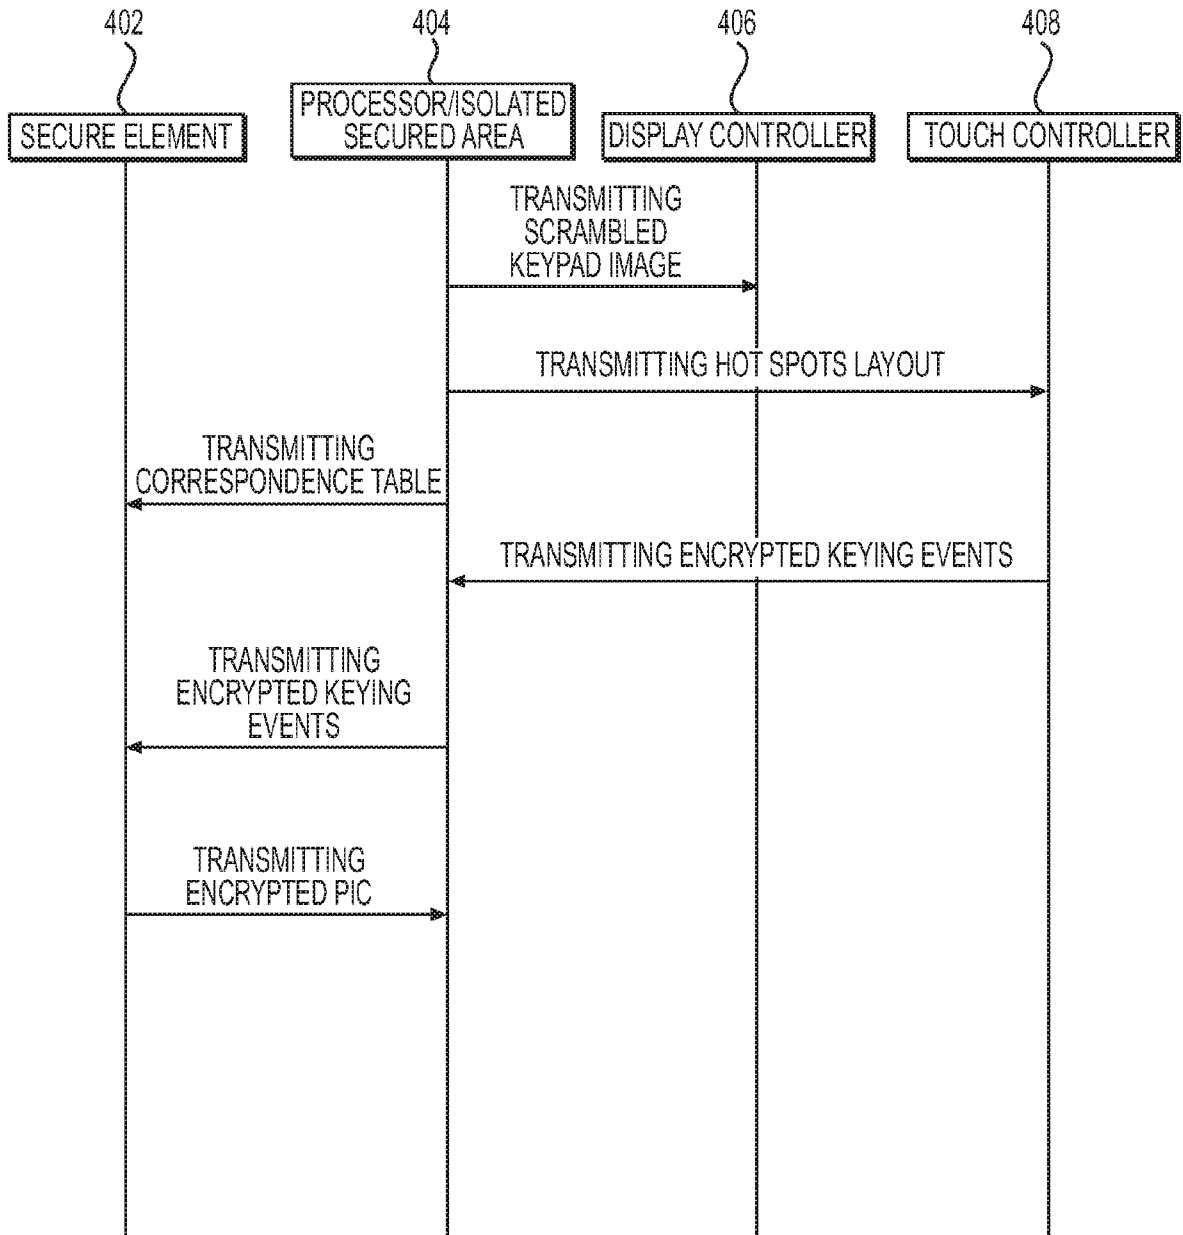 402
404
406
408
SECURE ELEMENT
PROCESSOR/ISOLATED
SECURED AREA
DISPLAY CONTROLLER
TOUCH CONTROLLER
TRANSMITTING
SCRAMBLED
KEYPAD IMAGE
TRANSMITTING HOT SPOTS LAYOUT
TRANSMITTING
CORRESPONDENCE TABLE
TRANSMITTING ENCRYPTED KEYING EVENTS
TRANSMITTING
ENCRYPTED KEYING
EVENTS
TRANSMITTING
ENCRYPTED PIC